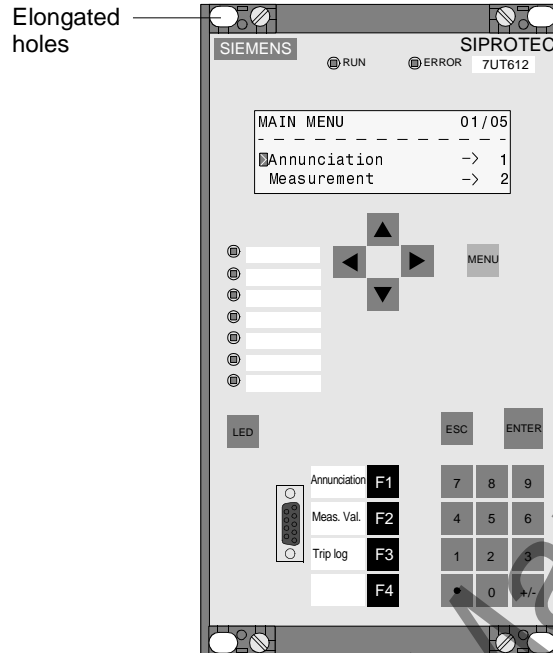 Elongated
holes
SIEMENS
SIPROTEC
RUN
ERROR
7UT612
MAIN MENU 01/05
Annunciation -> 1
Measurement -> 2
MENU
LED
ESC
ENTER
Annunciation F1
7 8 9
Meas. Val. F2
4 5 6
Trip log F3
1 2 3
F4
0 +/-